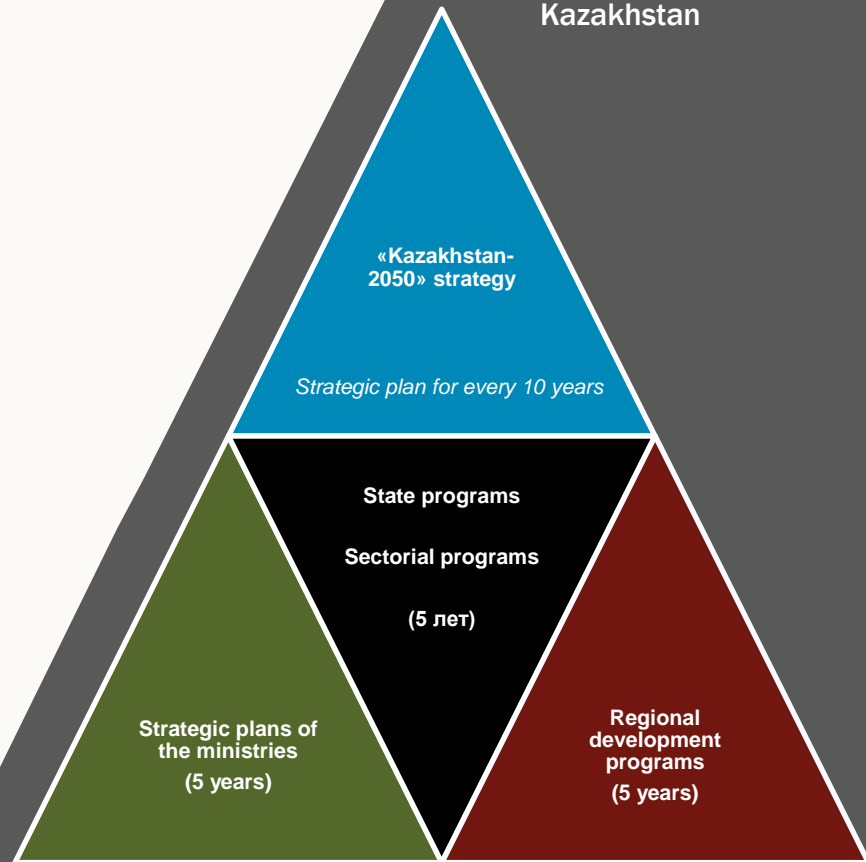 Kazakhstan
«Kazakhstan-
2050» strategy
Strategic plan for every 10 years
State programs
Sectorial programs
(5 лет)
Strategic plans of
the ministries
(5 years)
Regional
development
programs
(5 years)